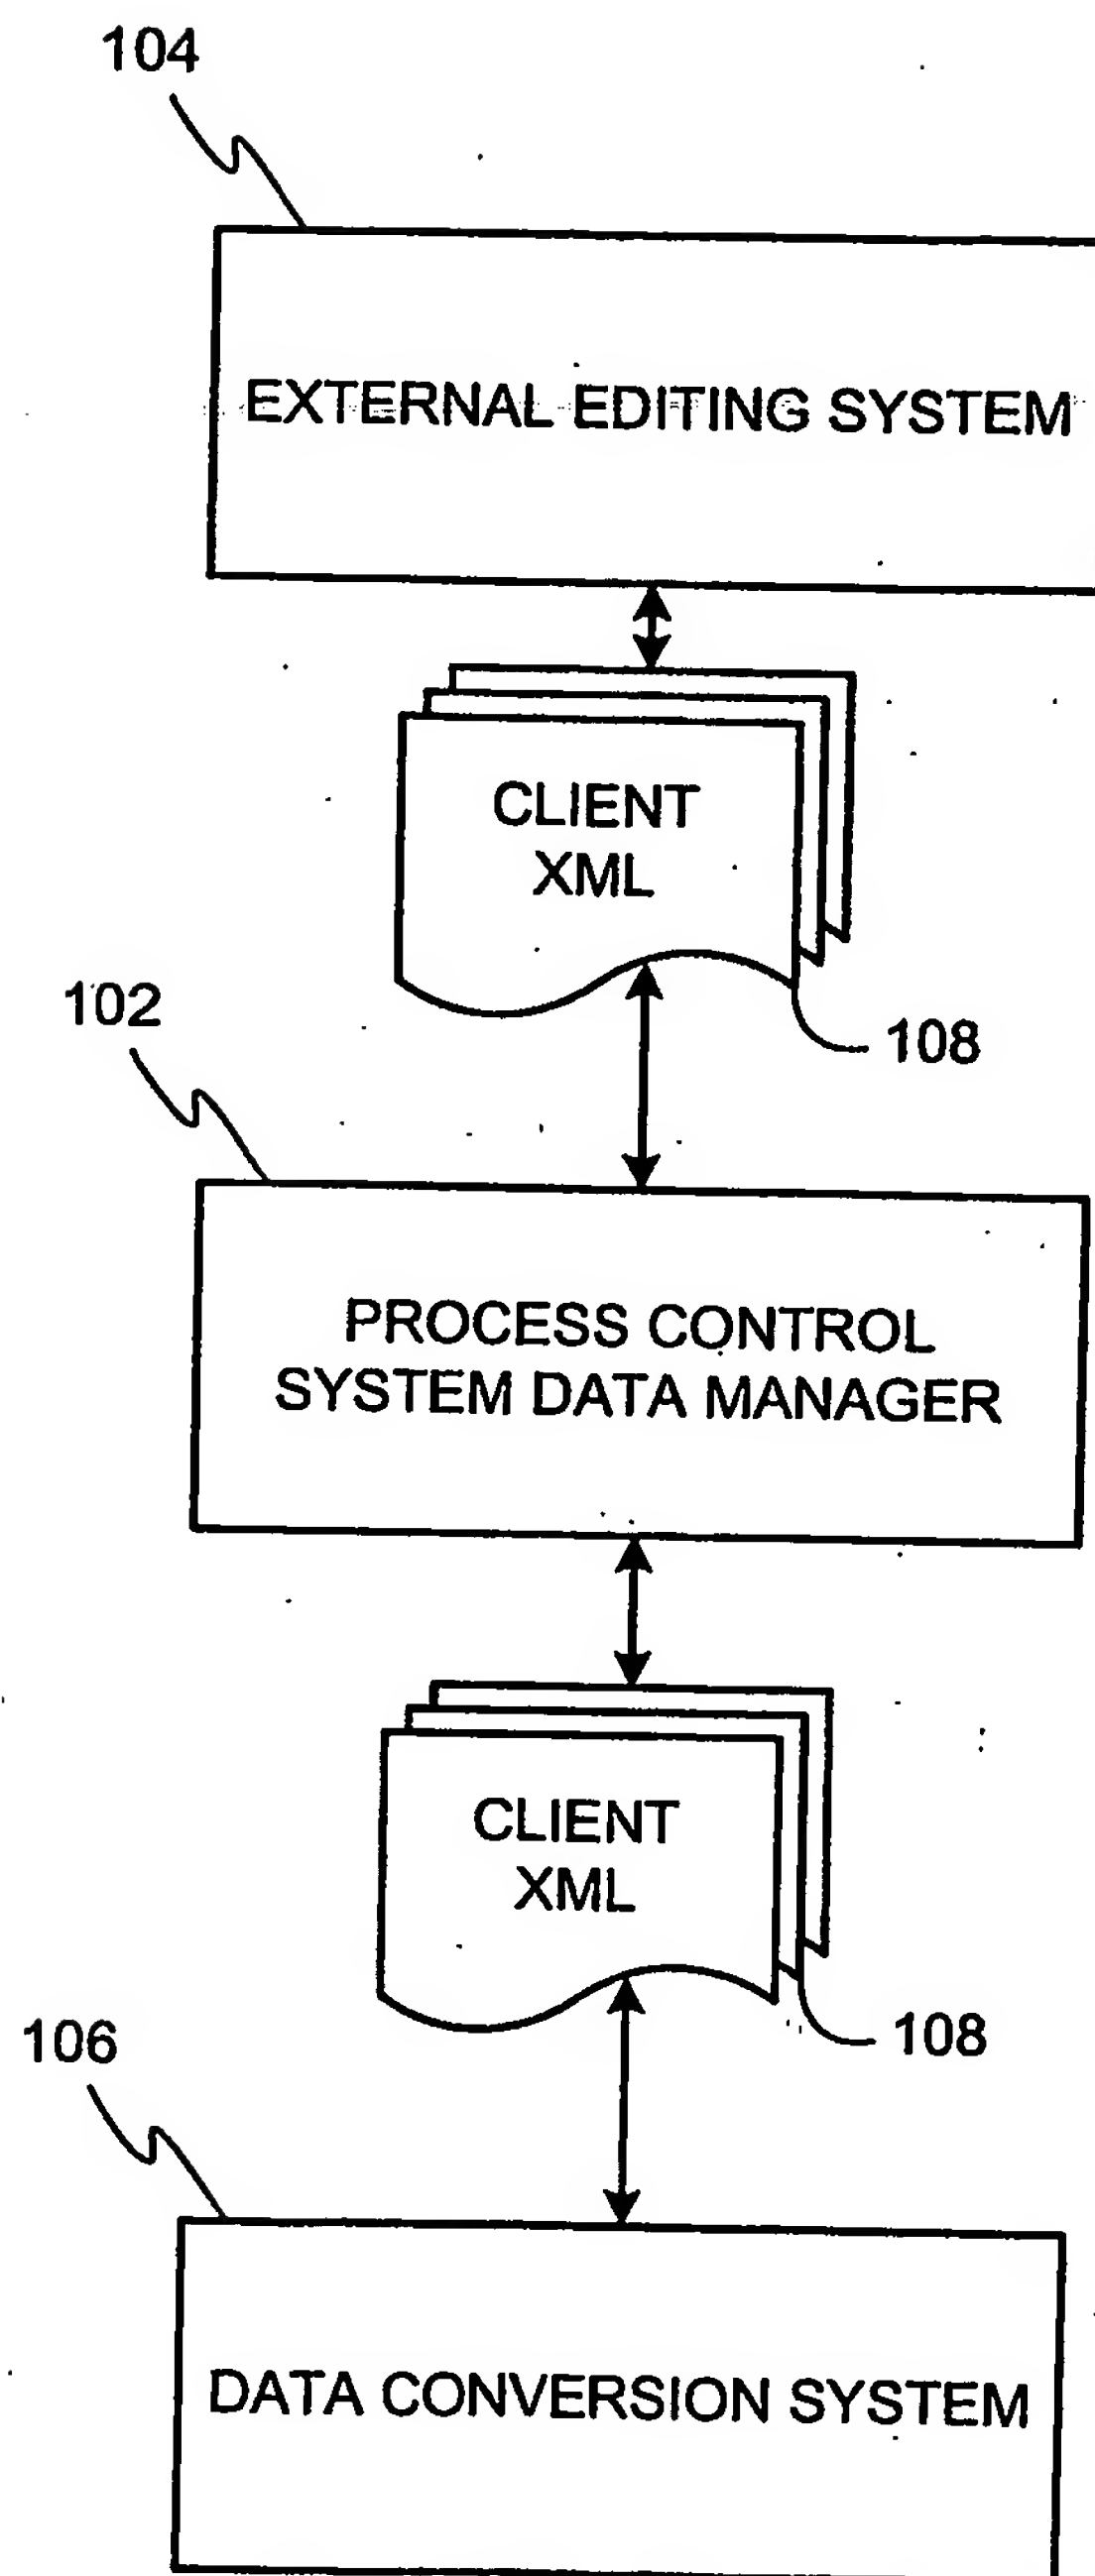 104
EXTERNAL EDITING SYSTEM
CLIENT
XML
108
102
PROCESS CONTROL
SYSTEM DATA MANAGER
CLIENT
XML
108
106
DATA CONVERSION SYSTEM